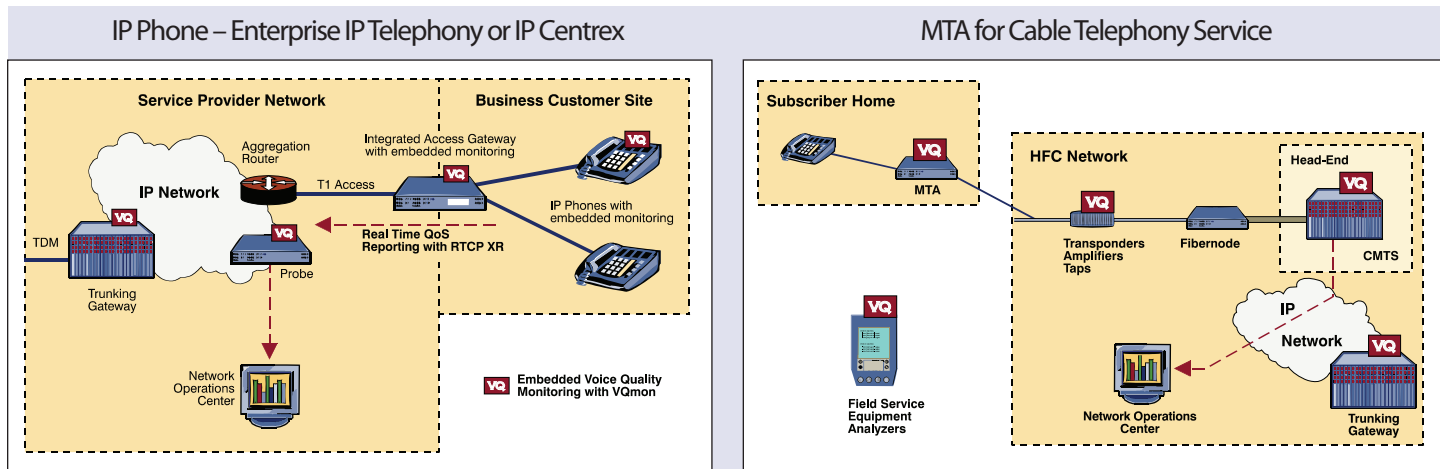 IP Phone – Enterprise IP Telephony or IP Centrex
Service Provider Network
Business Customer Site
Integrated Access Gateway
with embedded monitoring
VQ
VQ
Aggregation
Router
IP Network
T1 Access
IP Phones with
embedded monitoring
VQ
TDM
VQ
Real Time QoS
Reporting with RTCP XR
Probe
Trunking
Gateway
Network
Operations
Center
VQ
Embedded Voice Quality
Monitoring with VQmon
MTA for Cable Telephony Service
Subscriber Home
VQ
MTA
HFC Network
Head-End
VQ
VQ
Transponders
Amplifiers
Taps
Fibernode
CMTS
VQ
Field Service
Equipment
Analyzers
IP
Network
VQ
Network Operations
Center
Trunking
Gateway